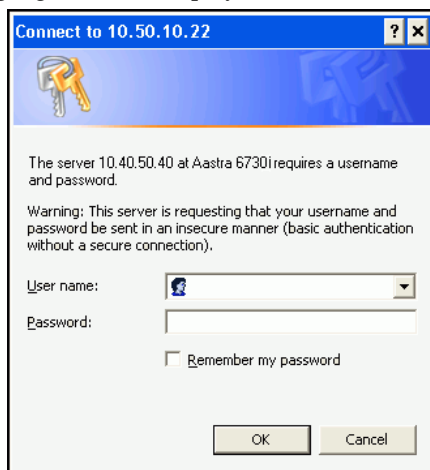 Connect to 10.50.10.22
The server 10.40.50.40 at Aastra 6730i requires a username
and password.
Warning: This server is requesting that your username and
password be sent in an insecure manner (basic authentication
without a secure connection).
User name:
Password:
Remember my password
OK Cancel